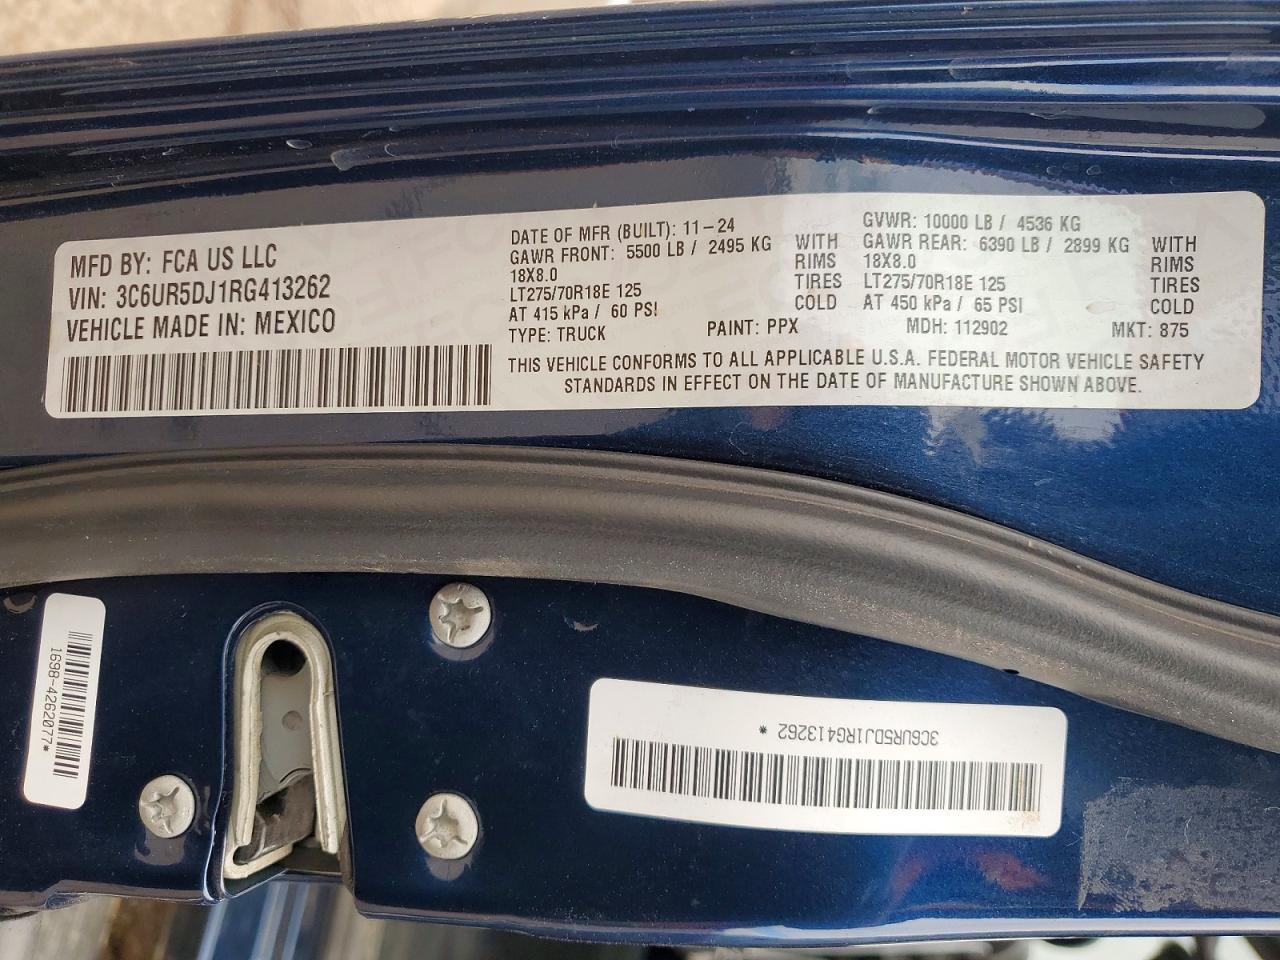 MFD BY: FCA US LLC
VIN: 3C6UR5DJ1RG413262
VEHICLE MADE IN: MEXICO
DATE OF MFR (BUILT): 11-24
GAWR FRONT: 5500 LB / 2495 KG WITH
18X8.0 RIMS
LT275/70R18E 125 TIRES
AT 415 kPa / 60 PSI COLD
TYPE: TRUCK PAINT: PPX
GVWR: 10000 LB / 4536 KG
GAWR REAR: 6390 LB / 2899 KG WITH
18X8.0 RIMS
LT275/70R18E 125 TIRES
AT 450 kPa / 65 PSI COLD
MDH: 112902 MKT: 875
THIS VEHICLE CONFORMS TO ALL APPLICABLE U.S.A. FEDERAL MOTOR VEHICLE SAFETY
STANDARDS IN EFFECT ON THE DATE OF MANUFACTURE SHOWN ABOVE.
1698-4262077*
3C6UR5DJ1RG413262 *